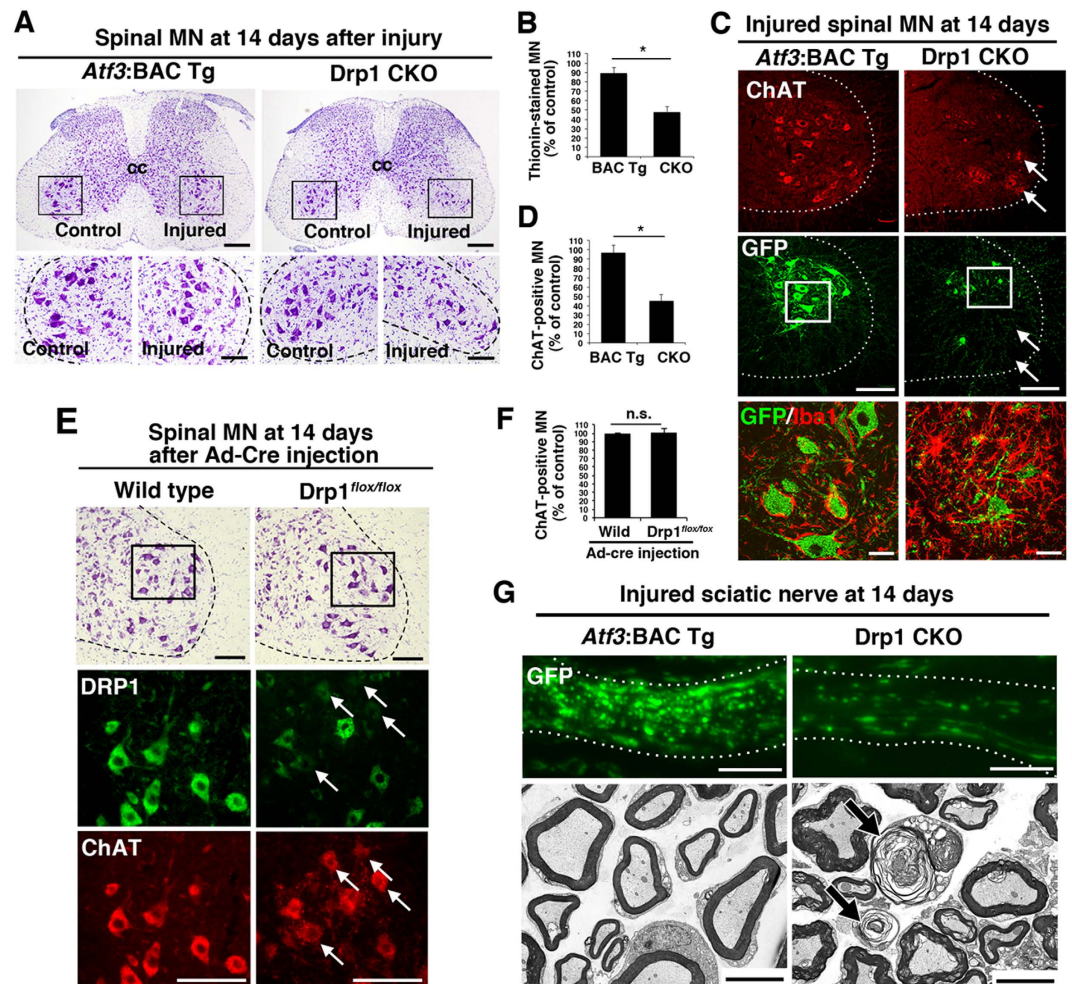 A
Spinal MN at 14 days after injury
Atf3:BAC Tg
Drp1 CKO
cc
Control
Injured
cc
Control
Injured
Control
Injured
Control
Injured
B
Thionin-stained MN
(% of control)
110
100
90
80
70
60
50
40
30
20
10
0
*
BAC Tg
CKO
C
Injured spinal MN at 14 days
Atf3:BAC Tg
Drp1 CKO
ChAT
GFP
GFP/Iba1
D
ChAT-positive MN
(% of control)
110
100
90
80
70
60
50
40
30
20
10
0
*
BAC Tg
CKO
E
Spinal MN at 14 days
after Ad-Cre injection
Wild type
Drp1flox/flox
DRP1
ChAT
F
ChAT-positive MN
(% of control)
110
100
90
80
70
60
50
40
30
20
10
0
n.s.
Wild
Drp1flox/fox
Ad-cre injection
G
Injured sciatic nerve at 14 days
Atf3:BAC Tg
Drp1 CKO
GFP